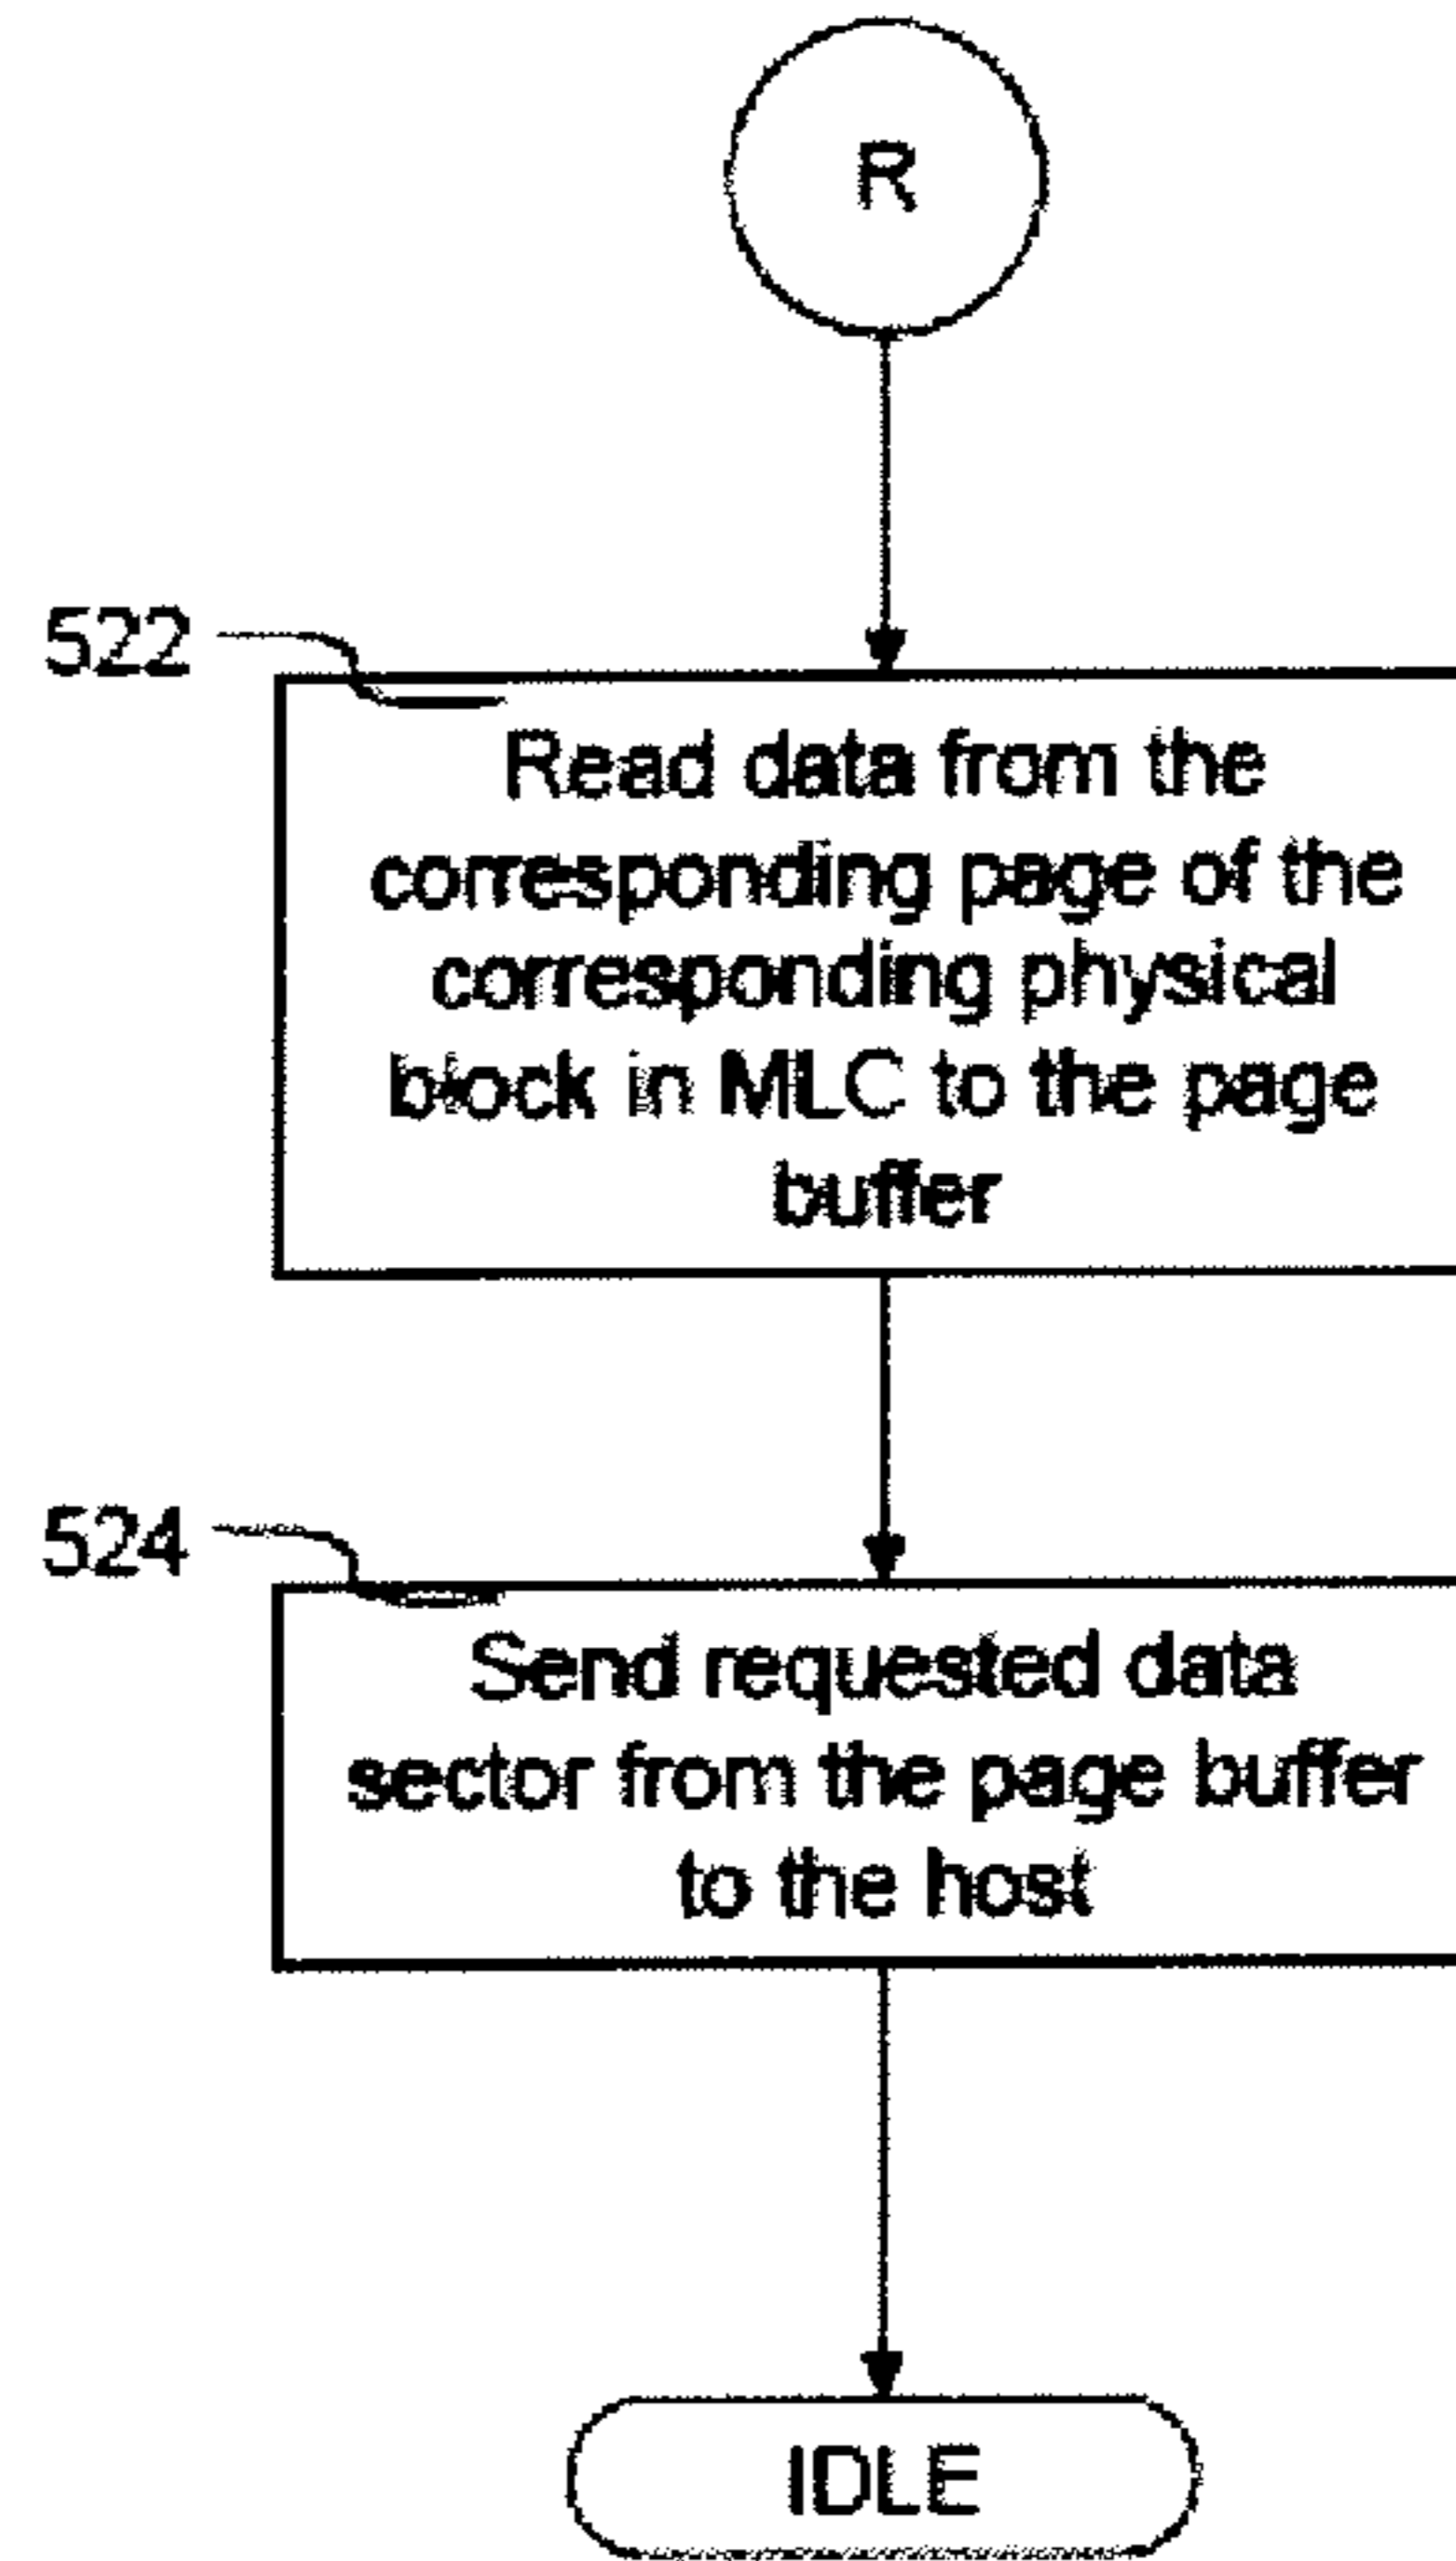 R
522
Read data from the
corresponding page of the
corresponding physical
block in MLC to the page
buffer
524
Send requested data
sector from the page buffer
to the host
IDLE